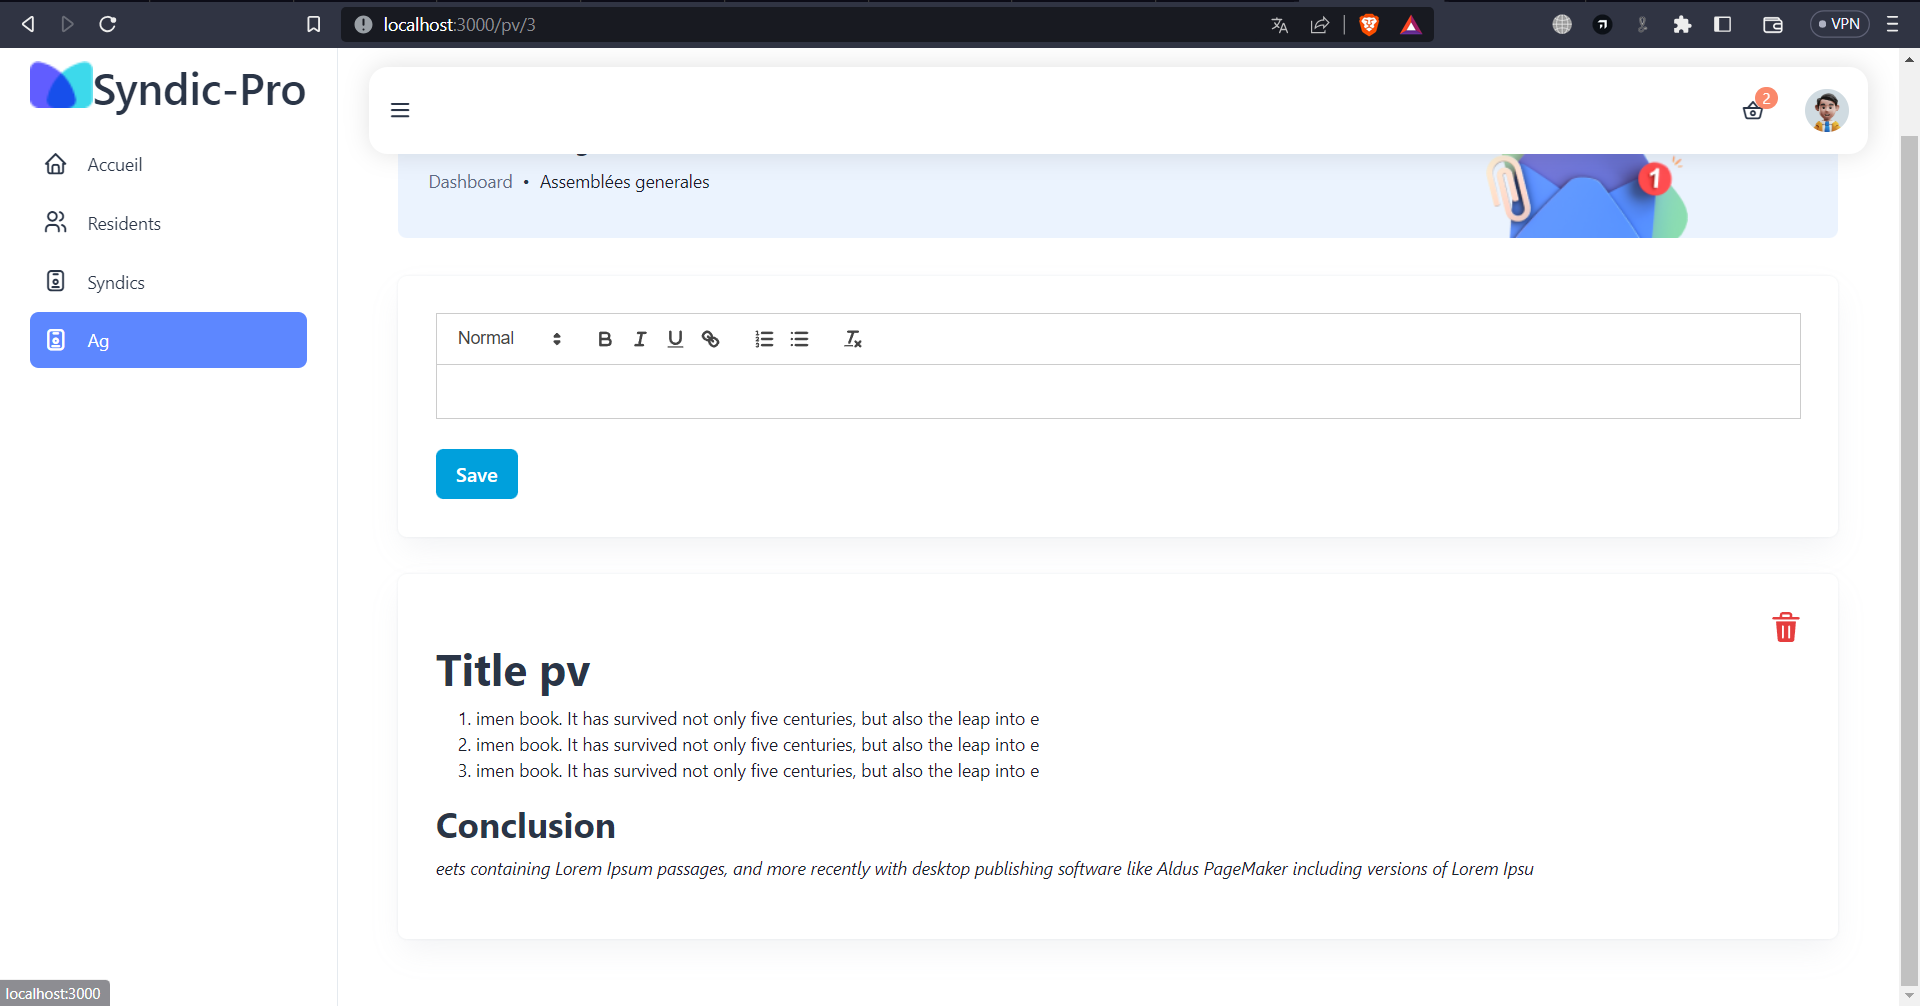 localhost:3000/pv/3
VPN
Syndic-Pro
2
Accueil
Residents
Syndics
Ag
Dashboard • Assemblées generales
1
Normal
Save
Title pv
1. imen book. It has survived not only five centuries, but also the leap into e
2. imen book. It has survived not only five centuries, but also the leap into e
3. imen book. It has survived not only five centuries, but also the leap into e
Conclusion
eets containing Lorem Ipsum passages, and more recently with desktop publishing software like Aldus PageMaker including versions of Lorem Ipsu
localhost:3000